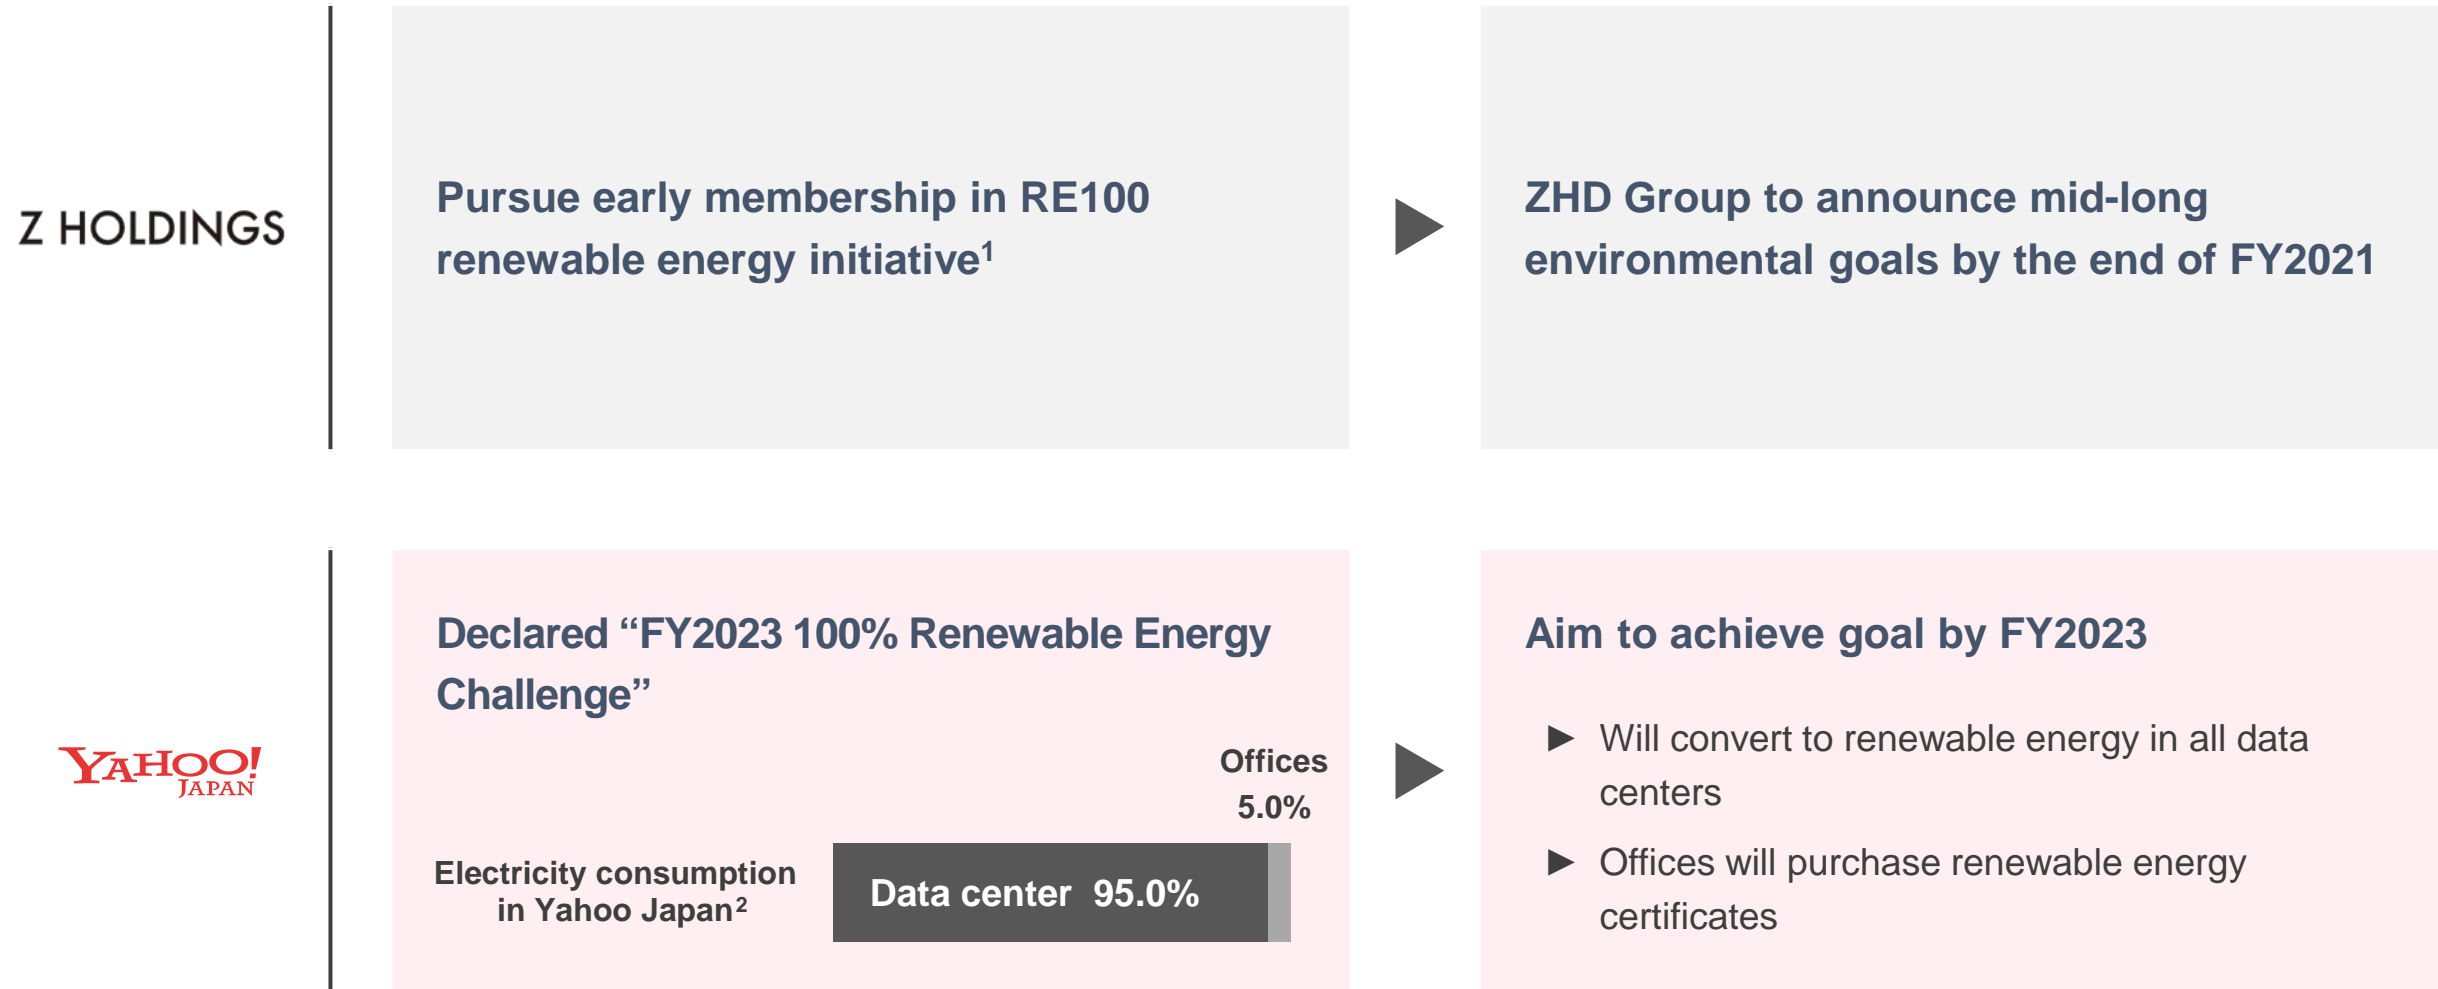 Z HOLDINGS
Pursue early membership in RE100
renewable energy initiative¹
ZHD Group to announce mid-long
environmental goals by the end of FY2021
YAHOO!
JAPAN
Declared “FY2023 100% Renewable Energy
Challenge”
Offices
5.0%
Electricity consumption
in Yahoo Japan²
Data center 95.0%
Aim to achieve goal by FY2023
► Will convert to renewable energy in all data
centers
► Offices will purchase renewable energy
certificates